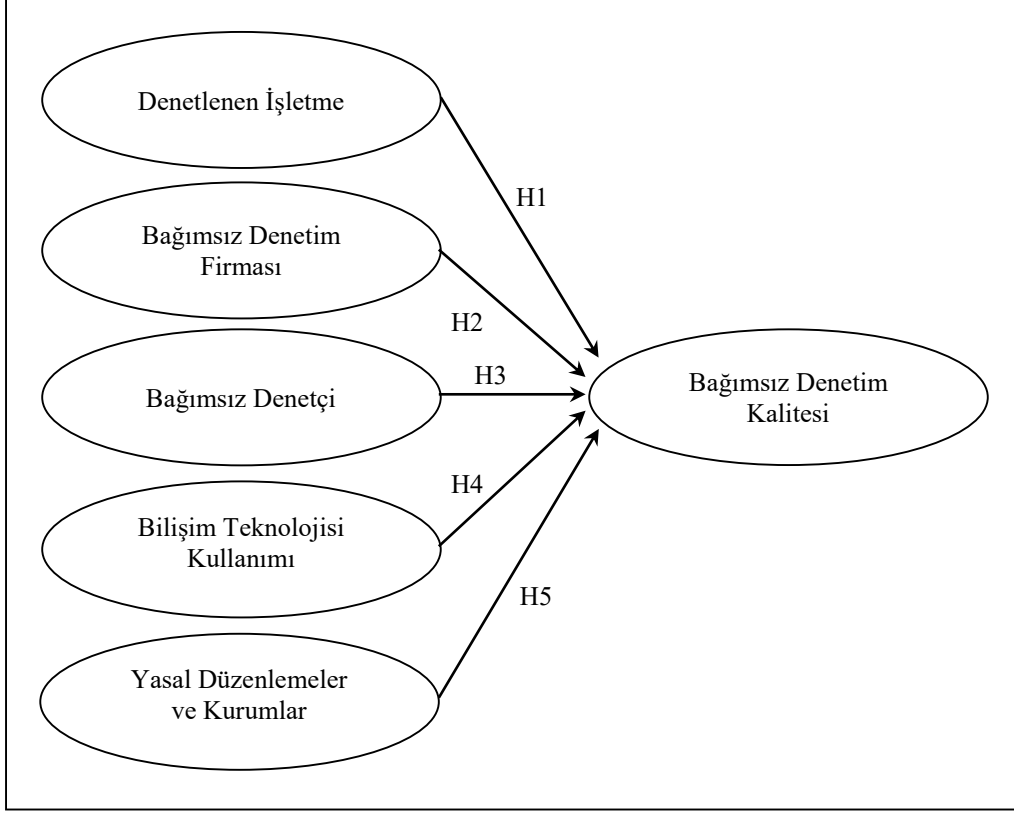 Denetlenen İşletme
H1
Bağımsız Denetim
Firması
H2
Bağımsız Denetçi
H3
Bağımsız Denetim
Kalitesi
H4
Bilişim Teknolojisi
Kullanımı
H5
Yasal Düzenlemeler
ve Kurumlar